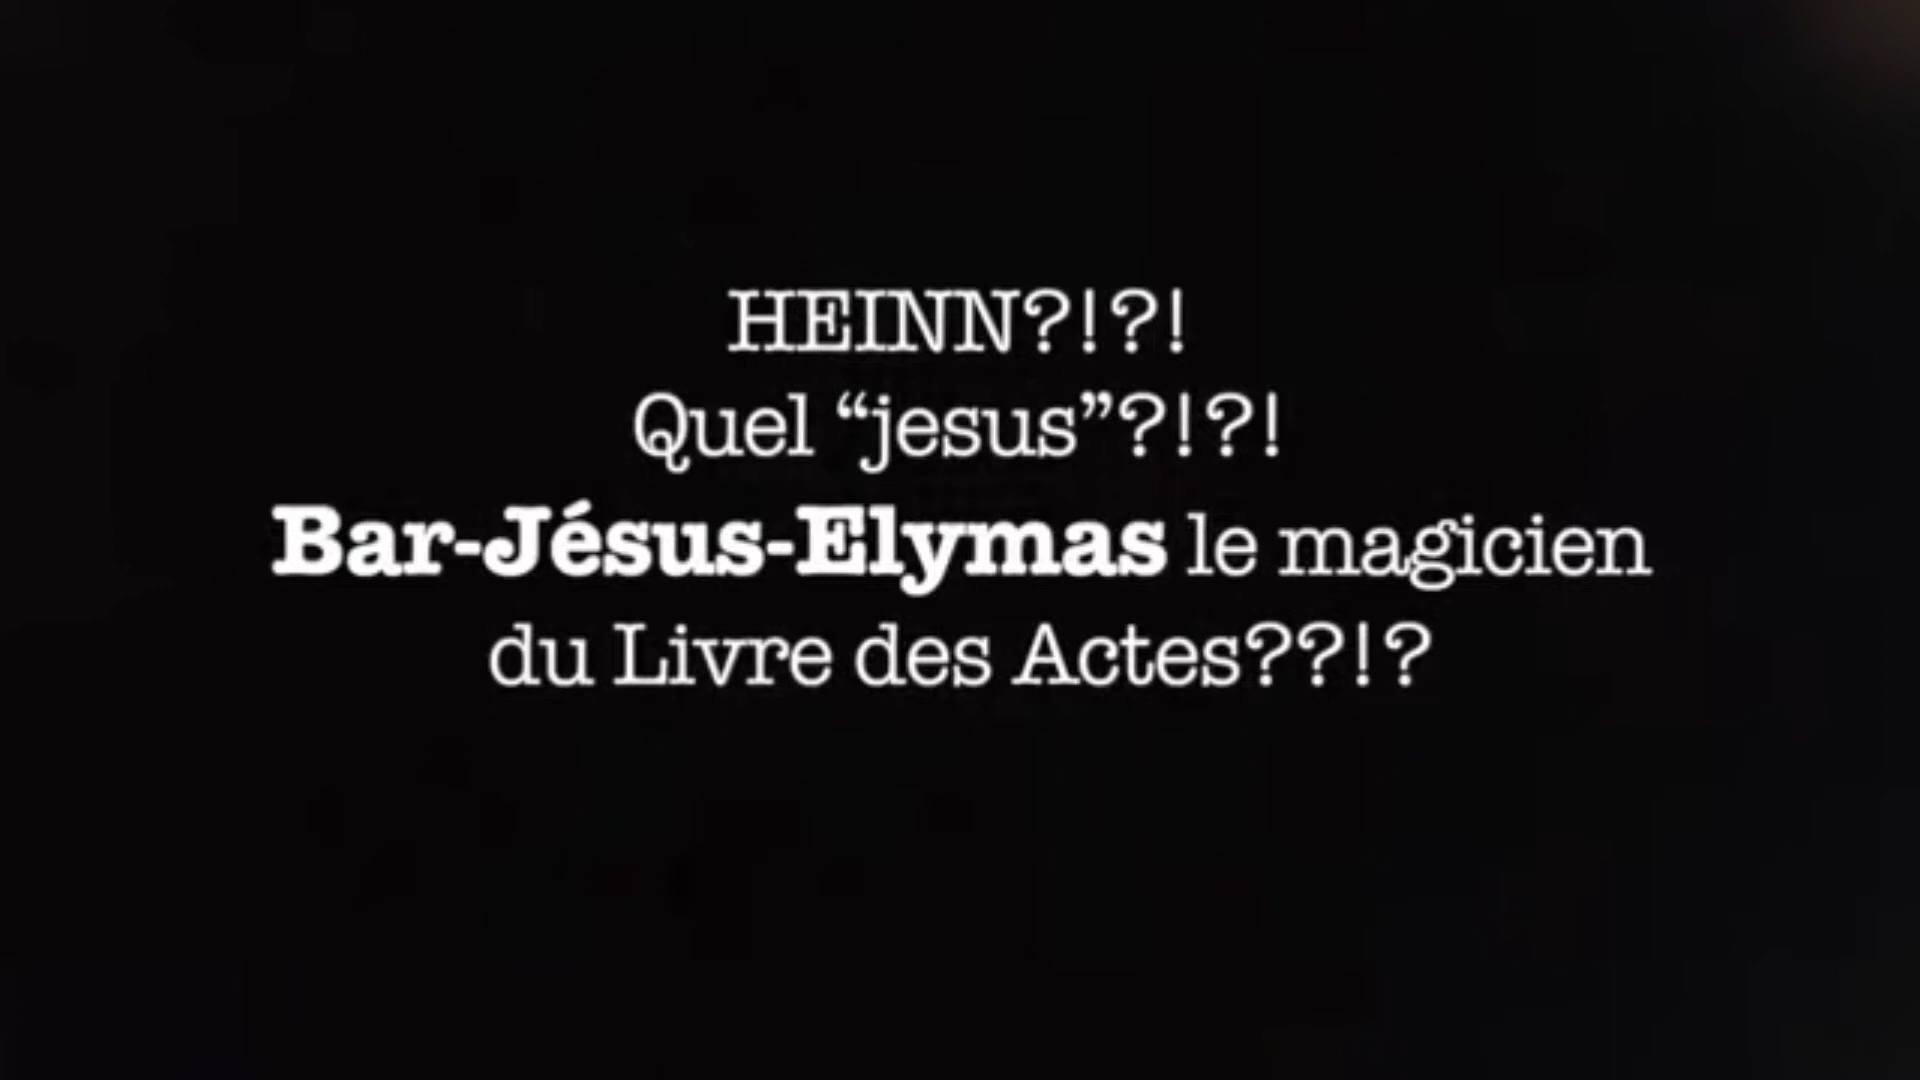 HEINN?!?!
Quel “jesus”?!?!
Bar-Jésus-Elymas le magicien
du Livre des Actes??!?